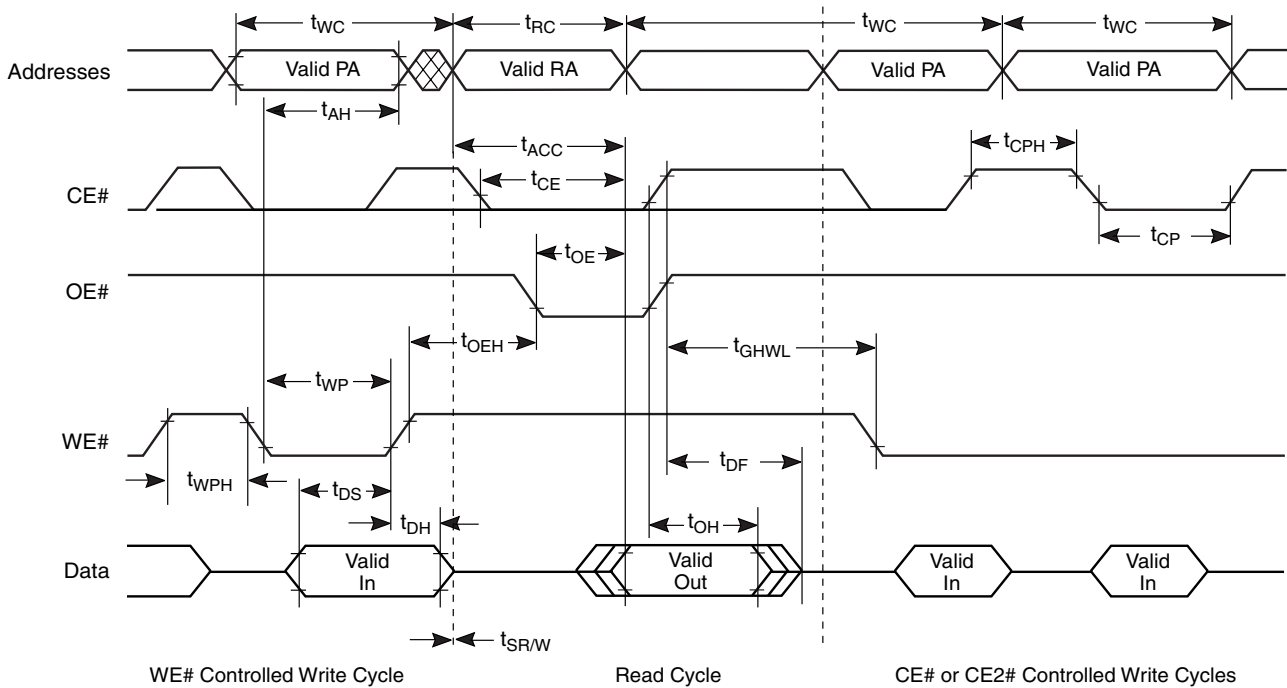 tWC tRC tWC tWC
Addresses Valid PA Valid RA Valid PA Valid PA
tAH
tACC tCPH
CE# tCE
tCP
tOE
OE#
tOEH tGHWL
tWP
WE#
tWPH tDS tDF
tDH tOH
Data Valid In Valid Out Valid In Valid In
tSR/W
WE# Controlled Write Cycle Read Cycle CE# or CE2# Controlled Write Cycles